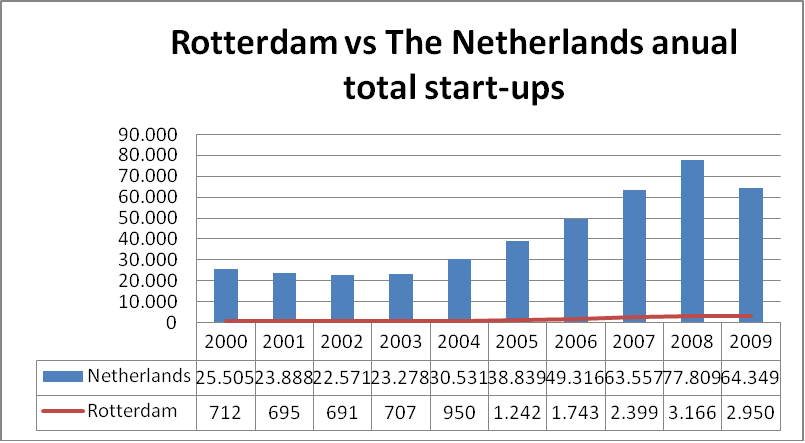 Rotterdam vs The Netherlands anual
total start-ups
90.000
80.000
70.000
60.000
50.000
40.000
30.000
20.000
10.000
0
2000 2001 2002 2003 2004 2005 2006 2007 2008 2009
Netherlands 25.505 23.888 22.571 23.278 30.531 38.839 49.316 63.557 77.809 64.349
Rotterdam 712 695 691 707 950 1.242 1.743 2.399 3.166 2.950